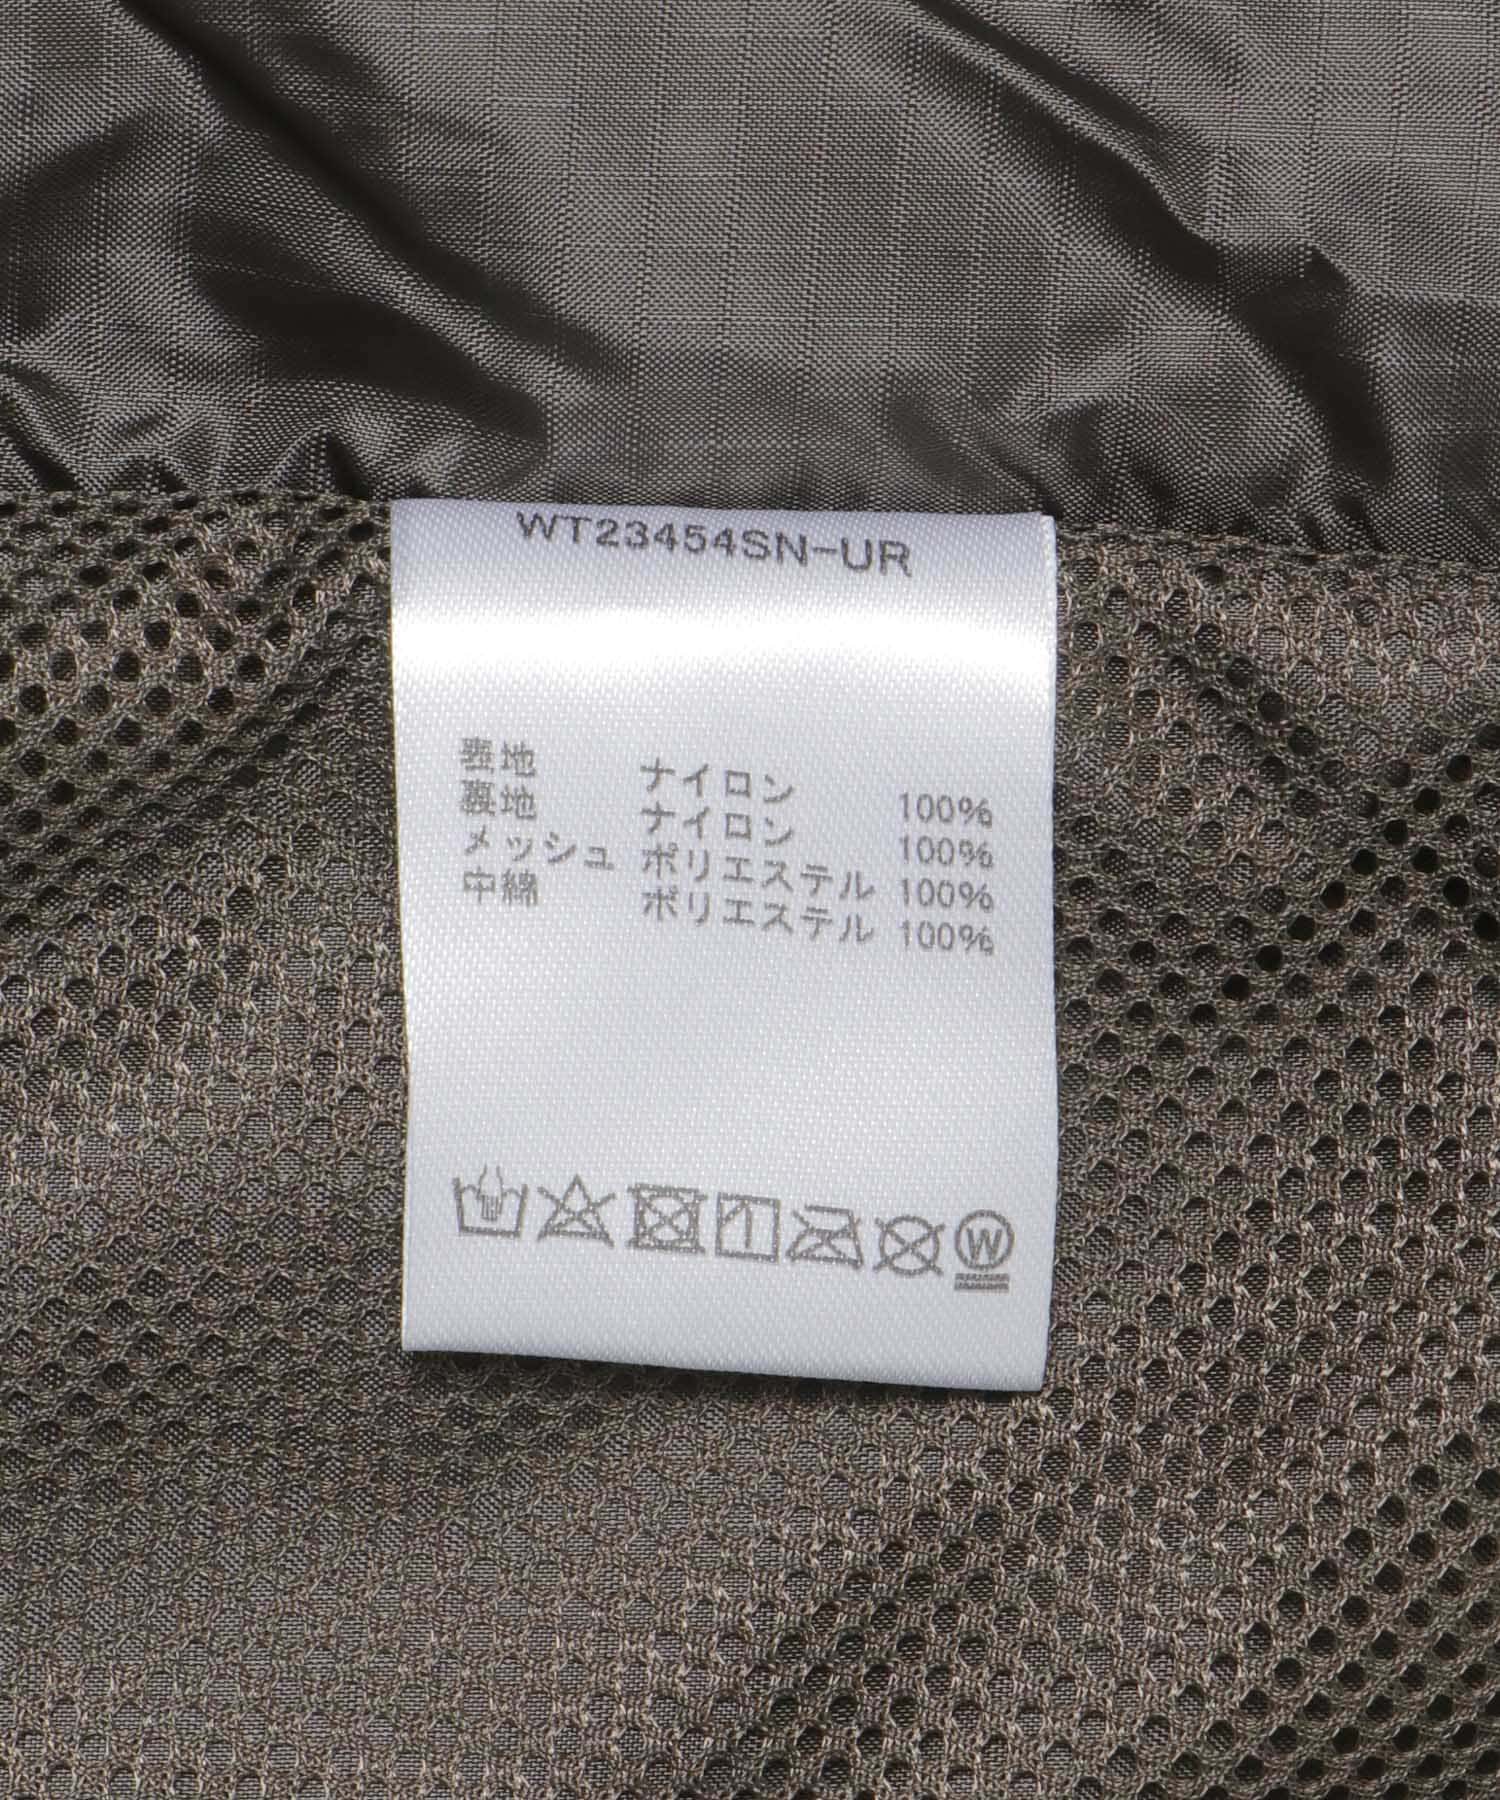 WT23454SN-UR
表地 ナイロン 100%
裏地 ナイロン 100%
メッシュ ポリエステル 100%
中綿 ポリエステル 100%
W